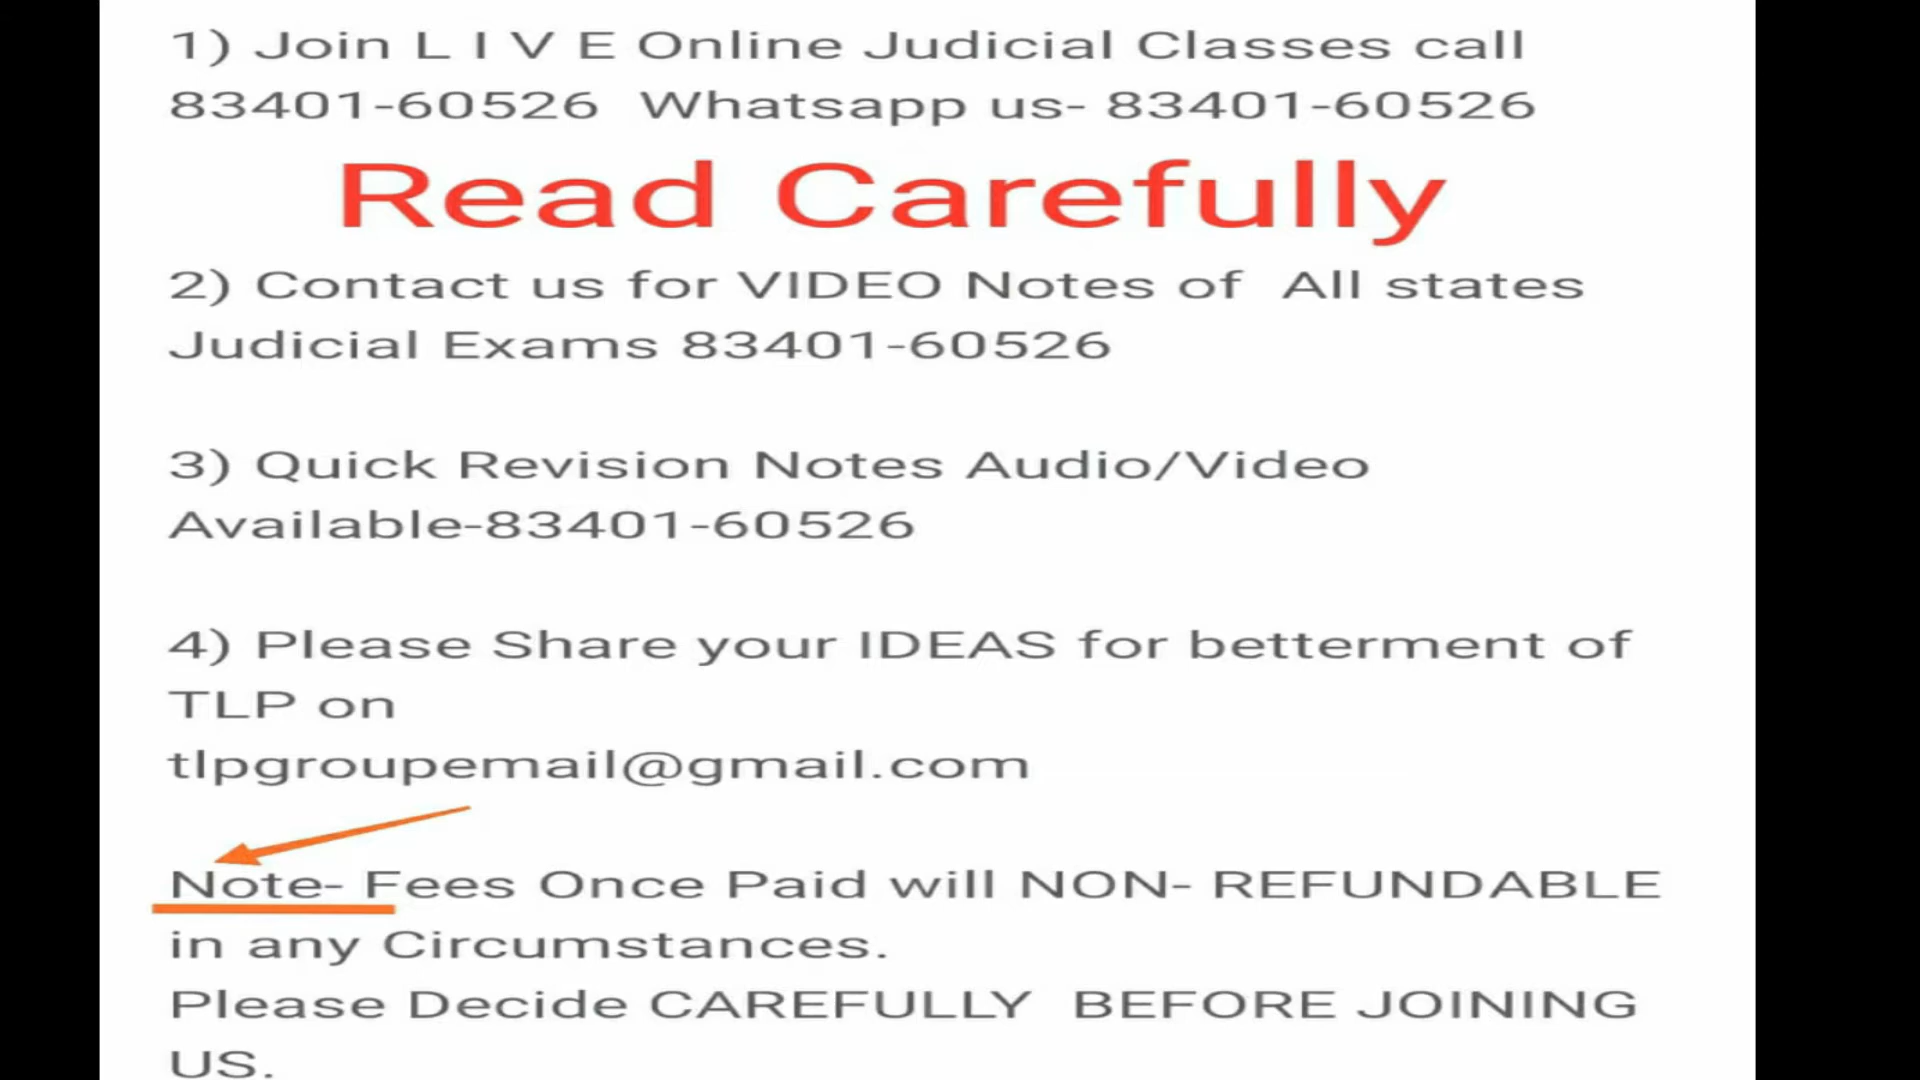 1) Join L I V E Online Judicial Classes call
83401-60526 Whatsapp us- 83401-60526
Read Carefully
2) Contact us for VIDEO Notes of All states
Judicial Exams 83401-60526
3) Quick Revision Notes Audio/Video
Available-83401-60526
4) Please Share your IDEAS for betterment of
TLP on
tlpgroupemail@gmail.com
Note- Fees Once Paid will NON- REFUNDABLE
in any Circumstances.
Please Decide CAREFULLY BEFORE JOINING
US.